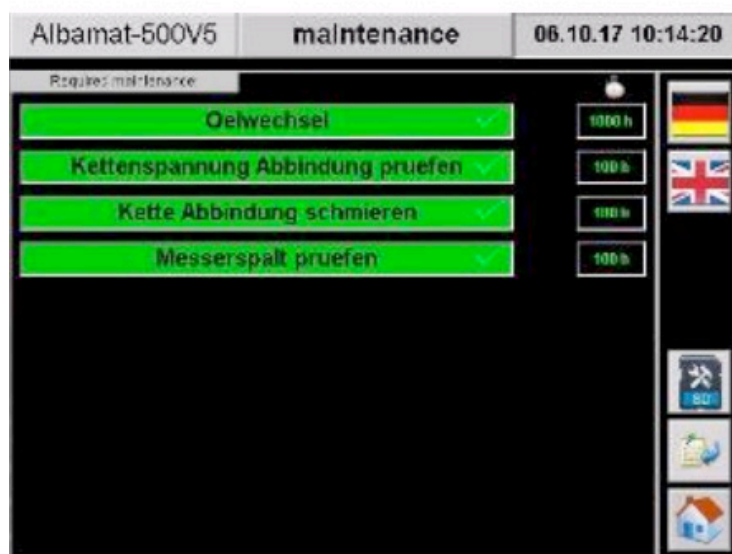 Albamat-500V5
maintenance
06.10.17 10:14:20
Required maintenance
Oelwechsel
1000 h
Kettenspannung Abbindung pruefen
100 h
Kette Abbindung schmieren
100 h
Messerspalt pruefen
100 h
SD